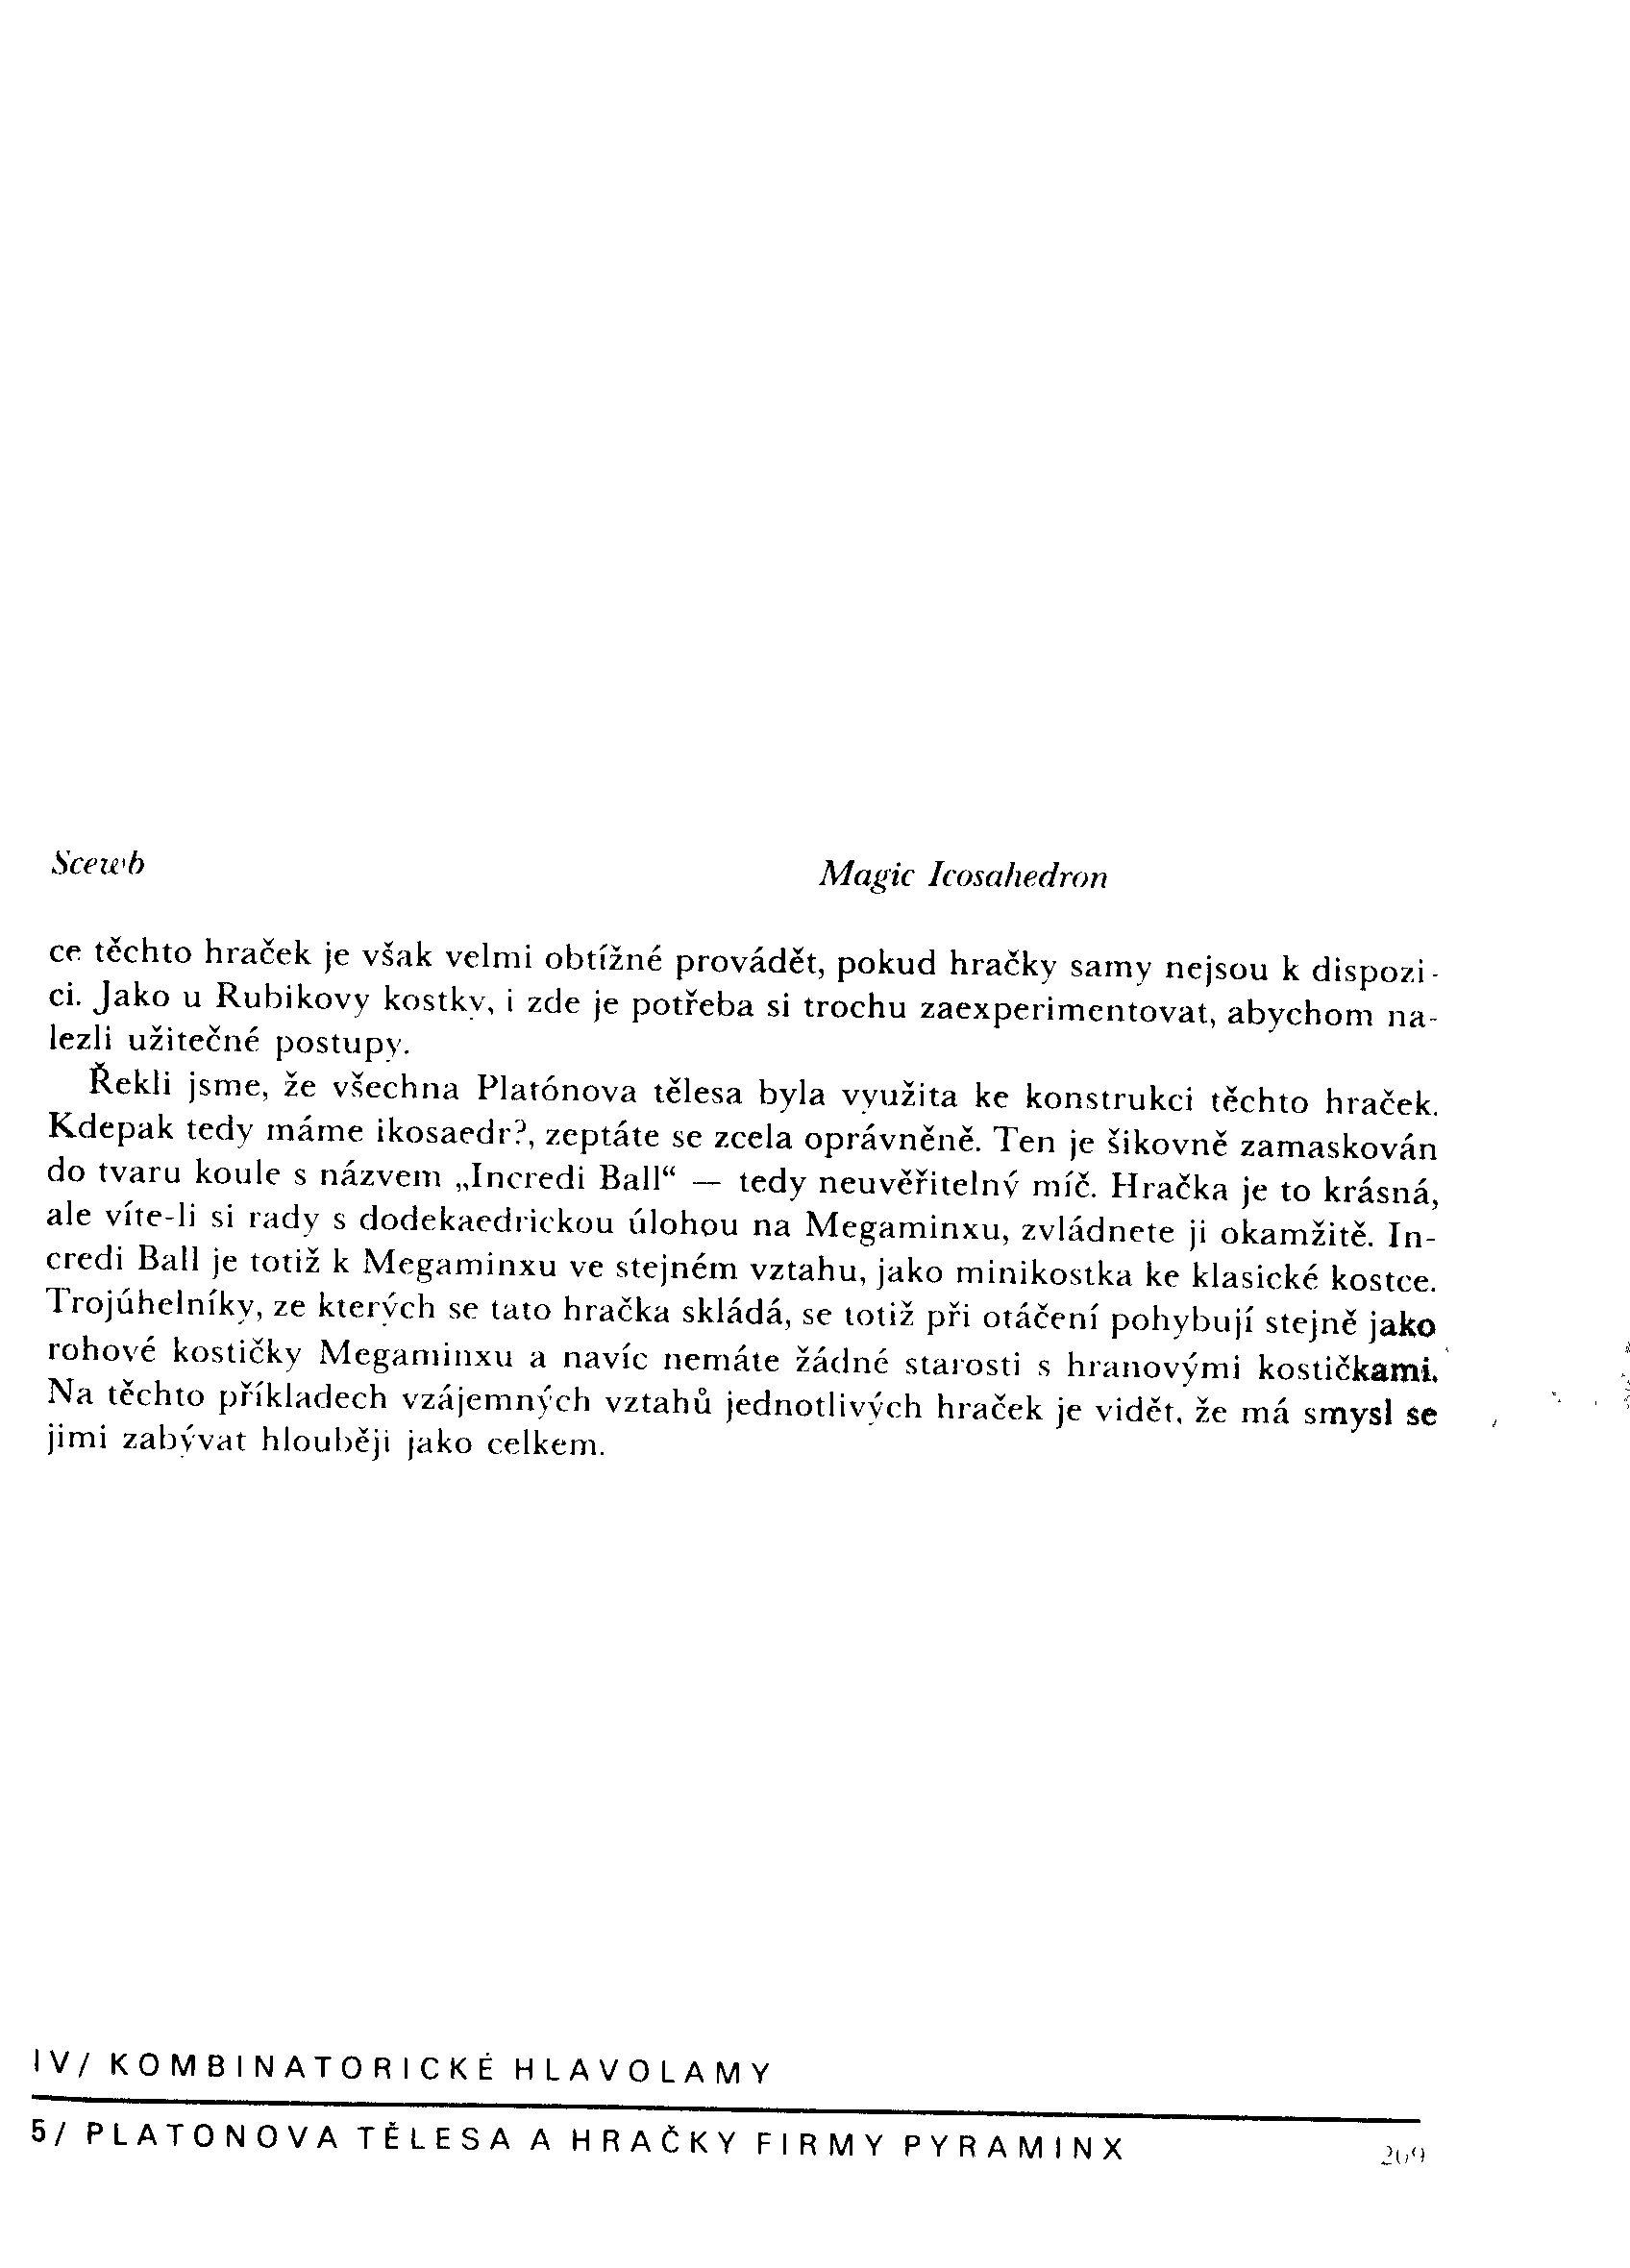 Scewb
Magic Icosahedron
ce těchto hraček je však velmi obtížné provádět, pokud hračky samy nejsou k dispozi-
ci. Jako u Rubikovy kostky, i zde je potřeba si trochu zaexperimentovat, abychom na-
lezli užitečné postupy.
Řekli jsme, že všechna Platónova tělesa byla využita ke konstrukci těchto hraček.
Kdepak tedy máme ikosaedr?, zeptáte se zcela oprávněně. Ten je šikovně zamaskován
do tvaru koule s názvem „Incredi Ball“ — tedy neuvěřitelný míč. Hračka je to krásná,
ale víte-li si rady s dodekaedrickou úlohou na Megaminxu, zvládnete ji okamžitě. In-
credi Ball je totiž k Megaminxu ve stejném vztahu, jako minikostka ke klasické kostce.
Trojúhelníky, ze kterých se tato hračka skládá, se totiž při otáčení pohybují stejně jako
rohové kostičky Megaminxu a navíc nemáte žádné starosti s hranovými kostičkami.
Na těchto příkladech vzájemných vztahů jednotlivých hraček je vidět, že má smysl se
jimi zabývat hlouběji jako celkem.
IV/ KOMBINATORICKÉ HLAVOLAMY
5/ PLATONOVA TĚLESA A HRAČKY FIRMY PYRAMINX
269